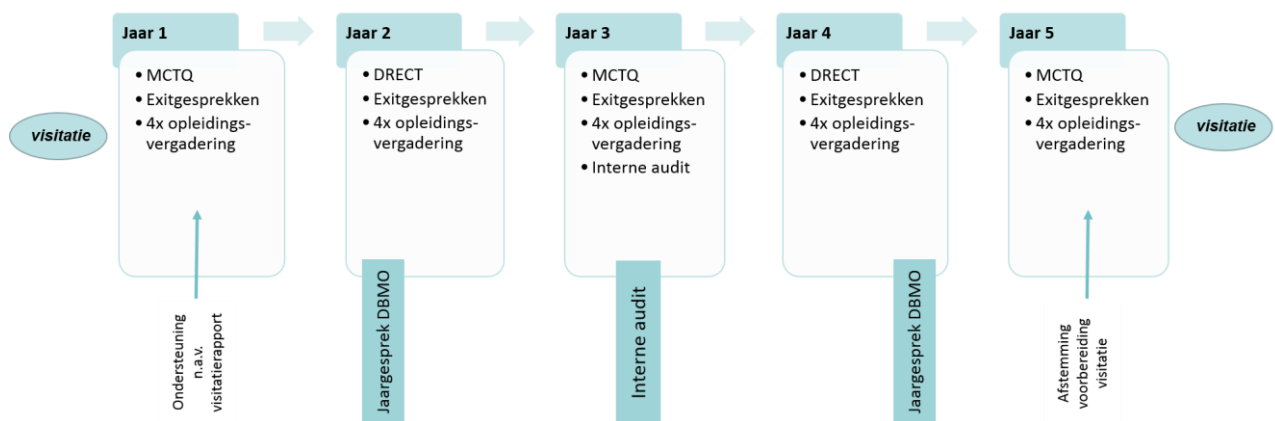 visitatie
Jaar 1
• MCTQ
• Exitgesprekken
• 4x opleidings-
vergadering
Ondersteuning
n.a.v.
visitatierapport
Jaar 2
• DRECT
• Exitgesprekken
• 4x opleidings-
vergadering
Jaargesprek DBMO
Jaar 3
• MCTQ
• Exitgesprekken
• 4x opleidings-
vergadering
• Interne audit
Interne audit
Jaar 4
• DRECT
• Exitgesprekken
• 4x opleidings-
vergadering
Jaargesprek DBMO
Jaar 5
• MCTQ
• Exitgesprekken
• 4x opleidings-
vergadering
Afstemming
voorbereiding
visitatie
visitatie